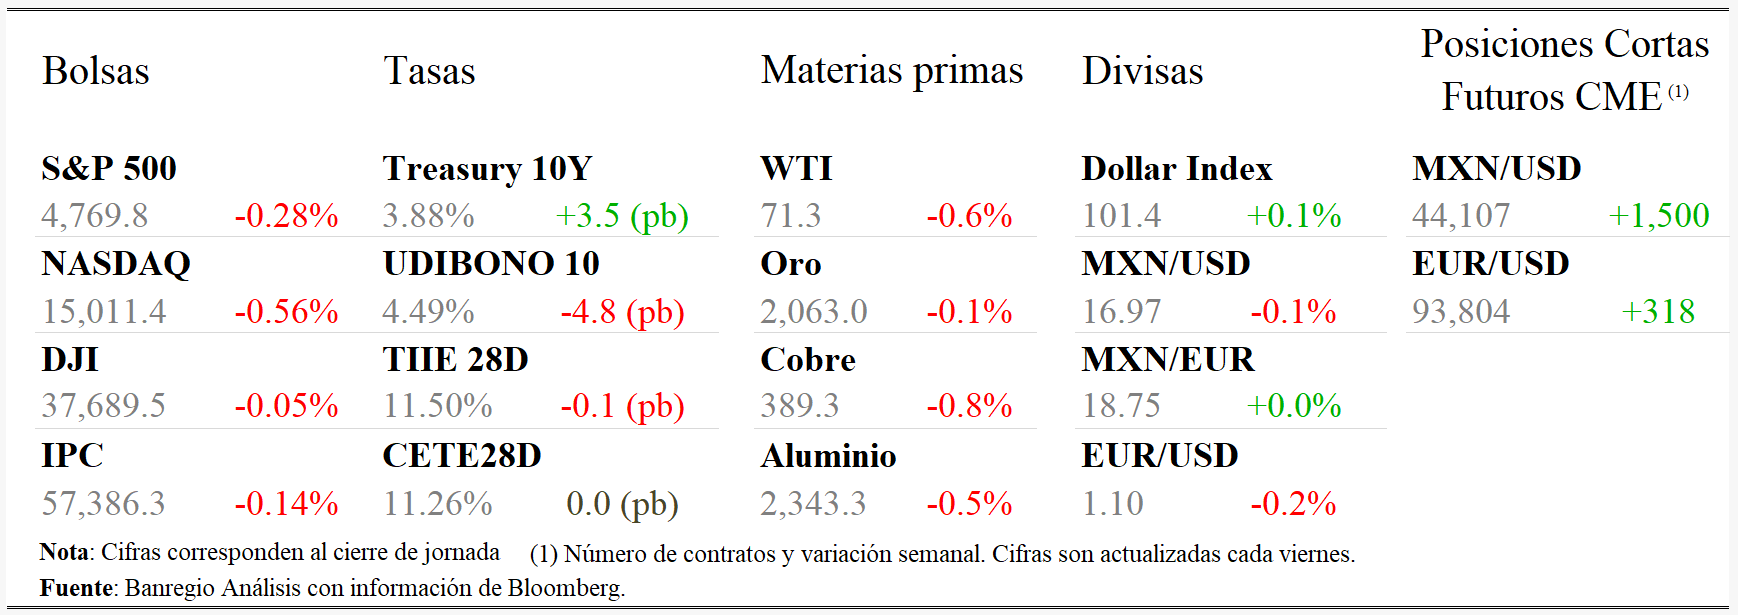 Bolsas Tasas Materias primas Divisas Posiciones Cortas
Futuros CME (1)
S&P 500 Treasury 10Y WTI Dollar Index MXN/USD
4,769.8 -0.28% 3.88% +3.5 (pb) 71.3 -0.6% 101.4 +0.1% 44,107 +1,500
NASDAQ UDIBONO 10 Oro MXN/USD EUR/USD
15,011.4 -0.56% 4.49% -4.8 (pb) 2,063.0 -0.1% 16.97 -0.1% 93,804 +318
DJI TIIE 28D Cobre MXN/EUR
37,689.5 -0.05% 11.50% -0.1 (pb) 389.3 -0.8% 18.75 +0.0%
IPC CETE28D Aluminio EUR/USD
57,386.3 -0.14% 11.26% 0.0 (pb) 2,343.3 -0.5% 1.10 -0.2%
Nota: Cifras corresponden al cierre de jornada (1) Número de contratos y variación semanal. Cifras son actualizadas cada viernes.
Fuente: Banregio Análisis con información de Bloomberg.